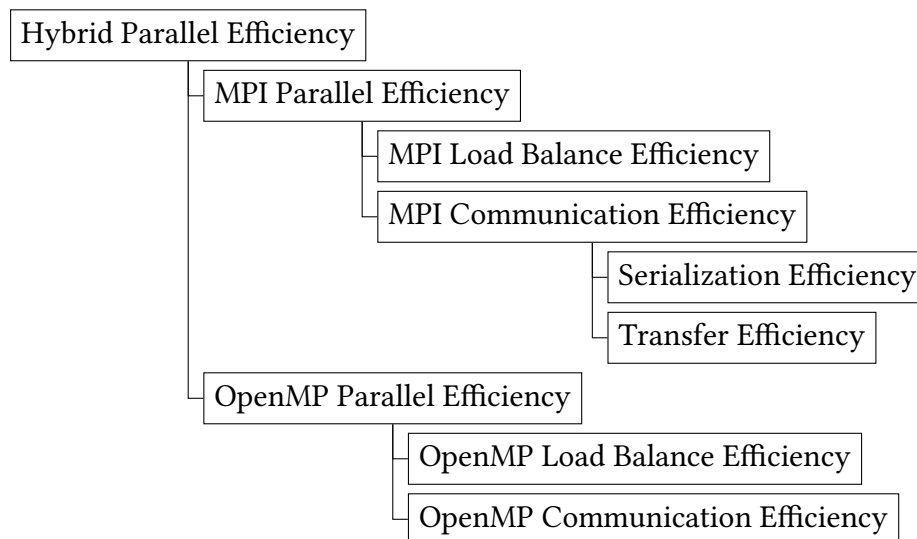 Hybrid Parallel Efficiency
MPI Parallel Efficiency
MPI Load Balance Efficiency
MPI Communication Efficiency
Serialization Efficiency
Transfer Efficiency
OpenMP Parallel Efficiency
OpenMP Load Balance Efficiency
OpenMP Communication Efficiency